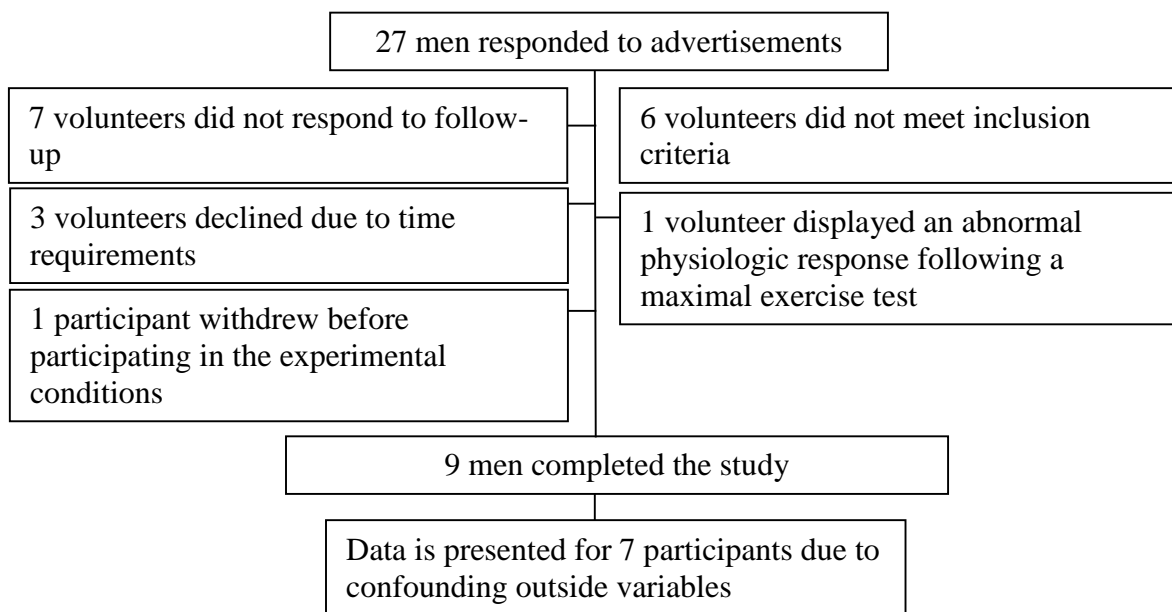 27 men responded to advertisements
7 volunteers did not respond to follow-
up
6 volunteers did not meet inclusion
criteria
3 volunteers declined due to time
requirements
1 volunteer displayed an abnormal
physiologic response following a
maximal exercise test
1 participant withdrew before
participating in the experimental
conditions
9 men completed the study
Data is presented for 7 participants due to
confounding outside variables